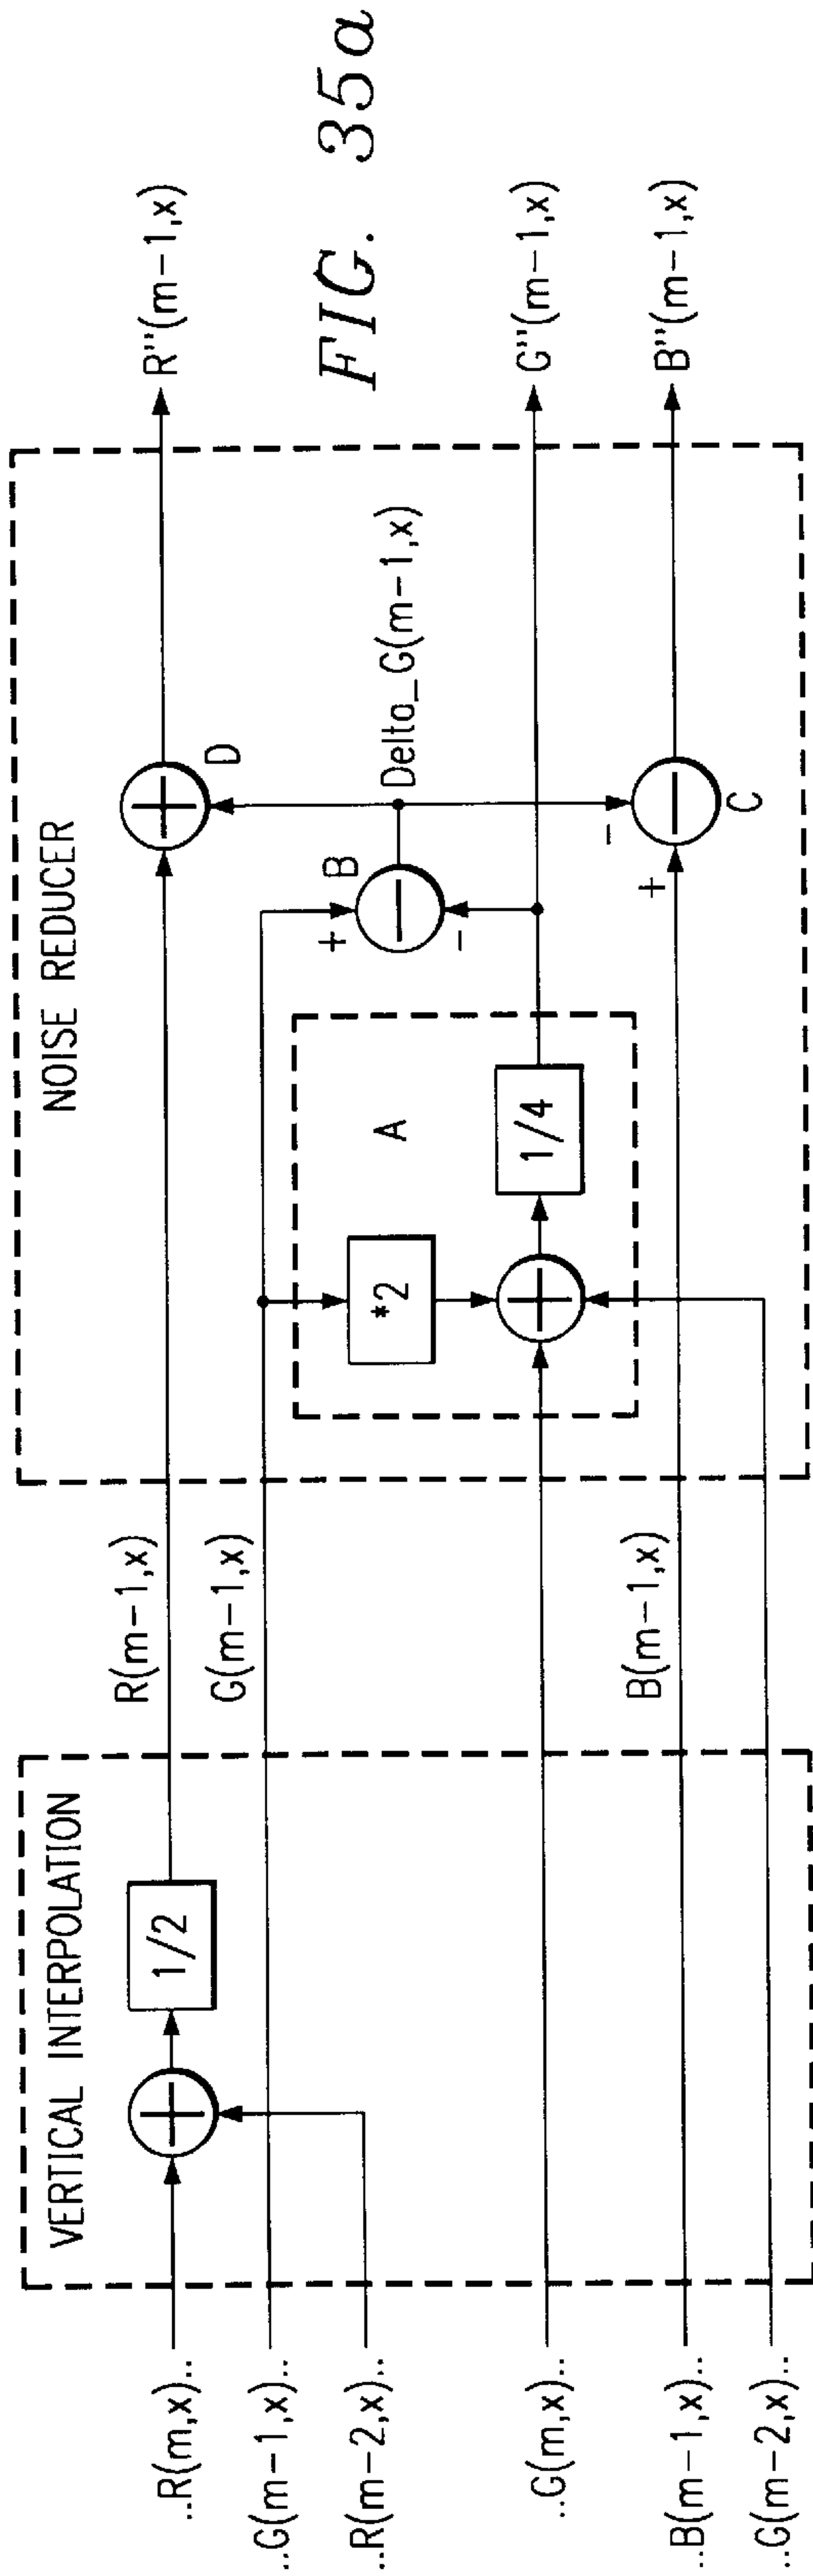 VERTICAL INTERPOLATION
NOISE REDUCER
..R(m,x)..
..G(m-1,x)..
..R(m-2,x)..
..G(m,x)..
..B(m-1,x)..
..G(m-2,x)..
1/2
R(m-1,x)
G(m-1,x)
B(m-1,x)
*2
A
1/4
+
B
-
Delta_G(m-1,x)
D
-
+
C
R''(m-1,x)
G''(m-1,x)
B''(m-1,x)
FIG. 35a